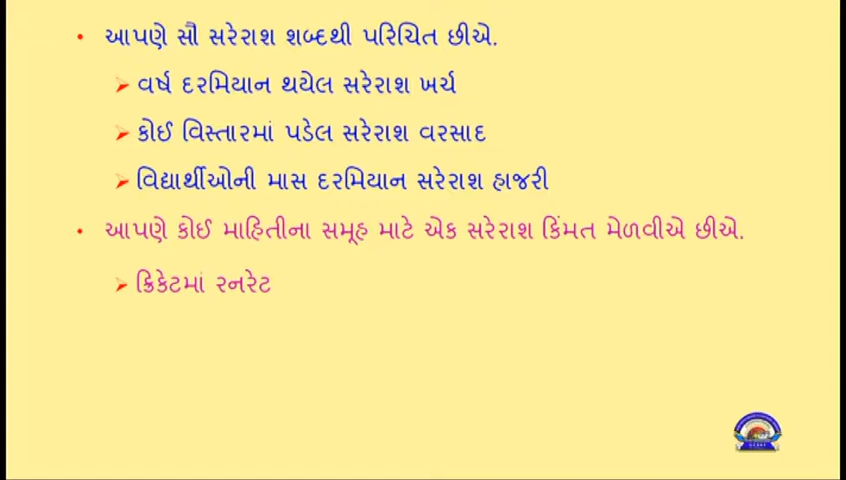 • આપણે સૌ સરેરાશ શબ્દથી પરિચિત છીએ.
➢ વર્ષ દરમિયાન થયેલ સરેરાશ ખર્ચ
➢ કોઈ વિસ્તારમાં પડેલ સરેરાશ વરસાદ
➢ વિદ્યાર્થીઓની માસ દરમિયાન સરેરાશ હાજરી
• આપણે કોઈ માહિતીના સમૂહ માટે એક સરેરાશ કિંમત મેળવીએ છીએ.
➢ ક્રિકેટમાં રનરેટ